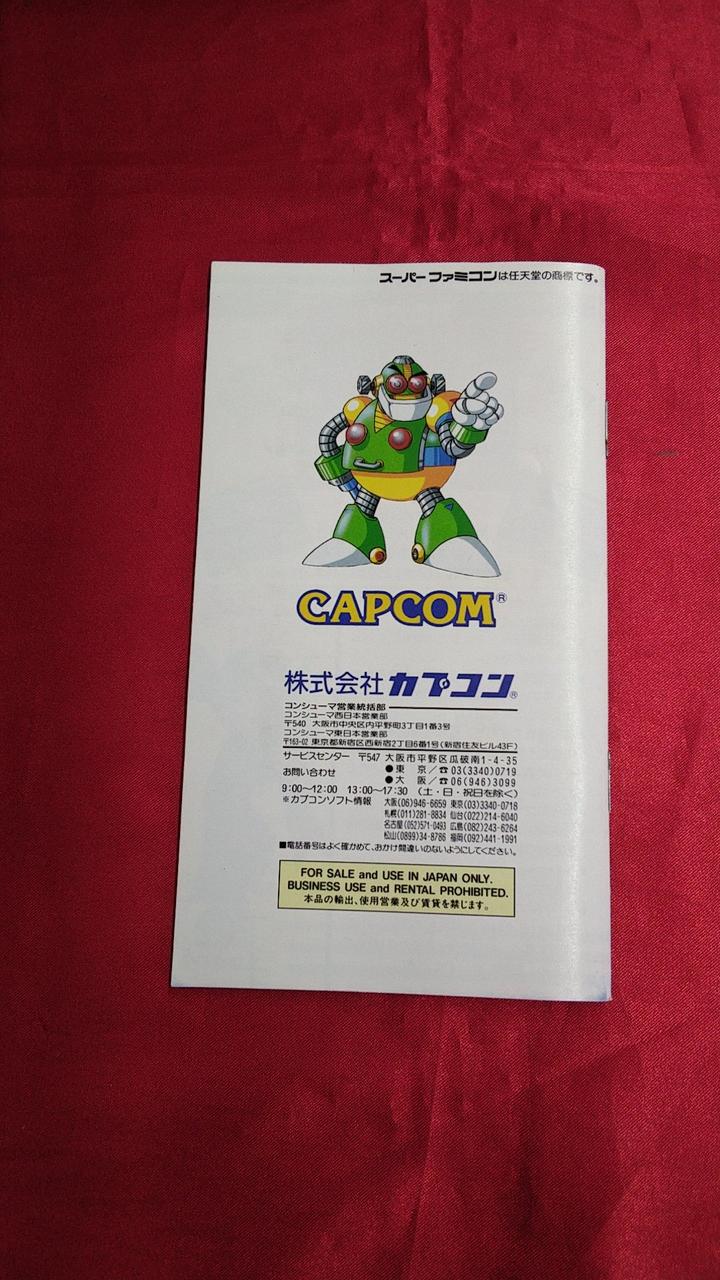 スーパーファミコンは任天堂の商標です。
CAPCOM®
株式会社カプコン®
コンシューマ営業統括部
コンシューマ西日本営業部
〒540 大阪市中央区内平野町3丁目1番3号
コンシューマ東日本営業部
〒163-02 東京都新宿区西新宿2丁目6番1号(新宿住友ビル43F)
サービスセンター 〒547 大阪市平野区瓜破南1-4-35
お問い合わせ ●東 京/☎03(3340)0719
●大 阪/☎06(946)3099
9:00~12:00 13:00~17:30 (土・日・祝日を除く)
※カプコンソフト情報 大阪(06)946-6659 東京(03)3340-0718
札幌(011)281-8834 仙台(022)214-6040
名古屋(052)571-0493 広島(082)243-6264
松山(0899)34-8786 福岡(092)441-1991
■電話番号はよく確かめて、おかけ間違いのないようにしてください。
FOR SALE and USE IN JAPAN ONLY.
BUSINESS USE and RENTAL PROHIBITED.
本品の輸出、使用営業及び賃貸を禁じます。